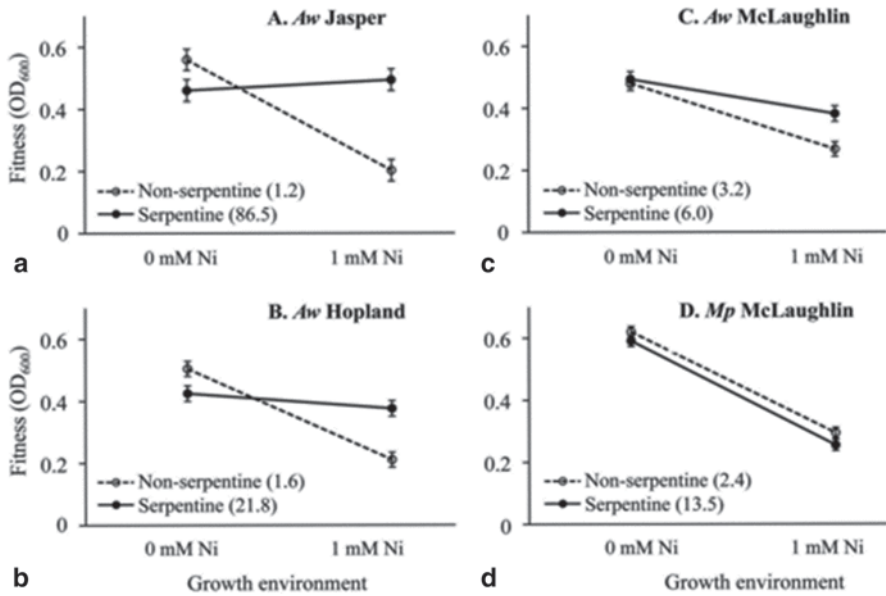 A. Aw Jasper
Fitness (OD600)
0.6
0.4
0.2
0
Non-serpentine (1.2)
Serpentine (86.5)
0 mM Ni
1 mM Ni
a
C. Aw McLaughlin
0.6
0.4
0.2
0
Non-serpentine (3.2)
Serpentine (6.0)
0 mM Ni
1 mM Ni
c
B. Aw Hopland
Fitness (OD600)
0.6
0.4
0.2
0
Non-serpentine (1.6)
Serpentine (21.8)
0 mM Ni
1 mM Ni
b
Growth environment
D. Mp McLaughlin
0.6
0.4
0.2
0
Non-serpentine (2.4)
Serpentine (13.5)
0 mM Ni
1 mM Ni
d
Growth environment